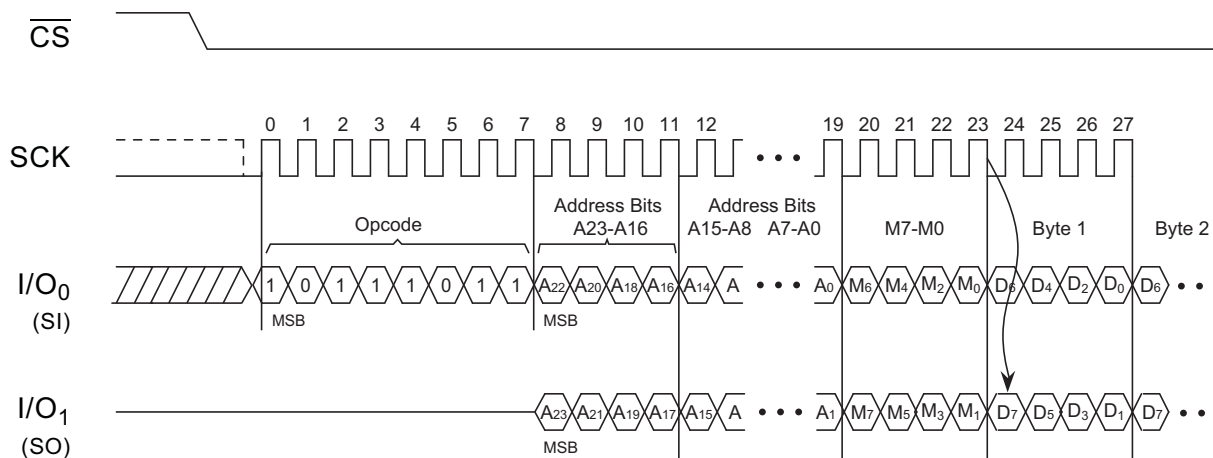 CS
0 1 2 3 4 5 6 7 8 9 10 11 12 19 20 21 22 23 24 25 26 27
SCK
• • •
Opcode
Address Bits
A23-A16
Address Bits
A15-A8 A7-A0
M7-M0
Byte 1
Byte 2
I/O0
(SI)
1 0 1 1 1 0 1 1 A22 A20 A18 A16 A14 A • • • A0 M6 M4 M2 M0 D6 D4 D2 D0 D6 • •
MSB
MSB
I/O1
(SO)
A23 A21 A19 A17 A15 A • • • A1 M7 M5 M3 M1 D7 D5 D3 D1 D7 • •
MSB